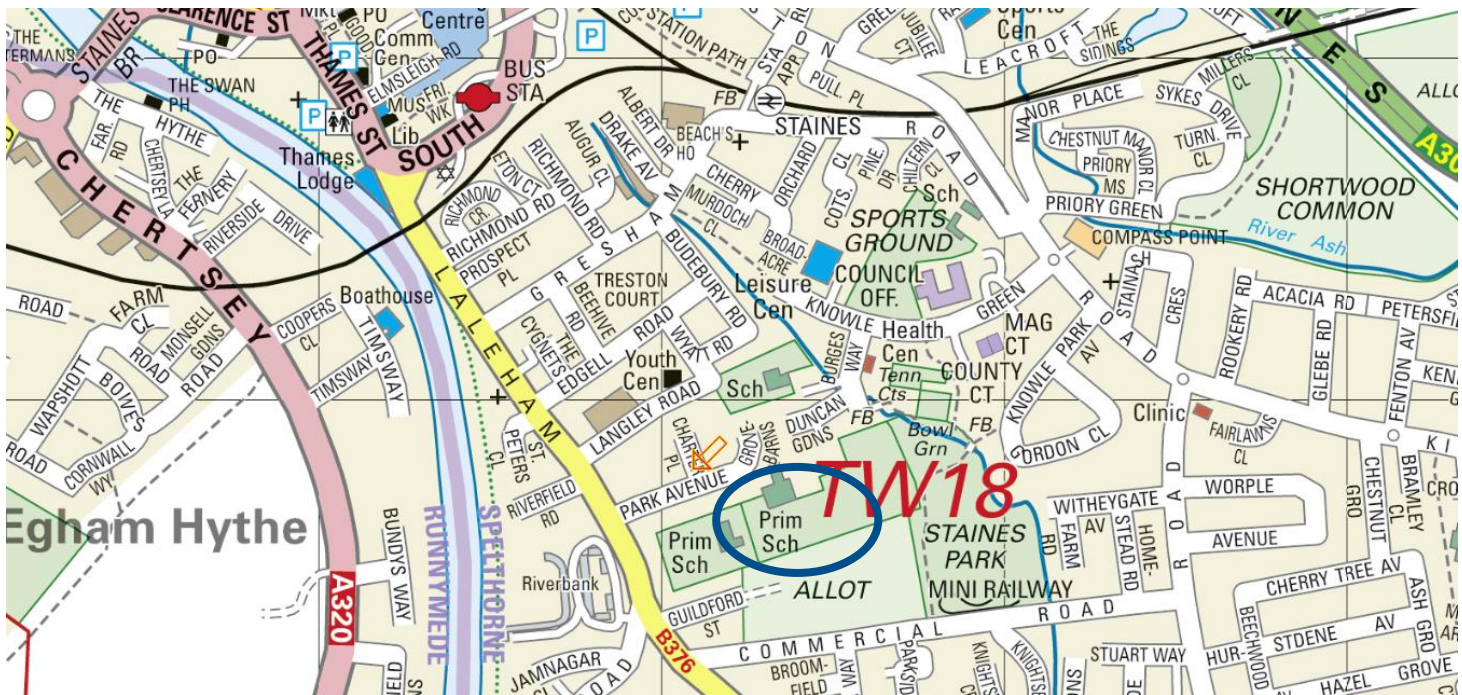 CLARENCE ST
Mkt
PO
Centre
THE
STAINES
BR
PO
Comm
Cen
ELMSLEIGH RD
THE SWAN
PH
THAMES ST
MUS
FRI.
WK
Lib
BUS
STA
SOUTH
THE
HYTHE
FAR.
RD
CHERTSEY LA
THE
FERNERY
RIVERSIDE DRIVE
Thames
Lodge
CHERTSEY
P
P
P
P
STATION PATH
STA
APP
PULL. PL
JUBILEE
CT
Sports
Cen
LEACROFT
THE
SIDINGS
FB
STAINES
ROAD
ALBERT DR
DRAKE AV
AUGUR CL
BEACH'S
HO
RICHMOND
CR.
ETON CT
RICHMOND RD
RICHMOND RD
PROSPECT
PL
GRESHAM
CHERRY
ORCHARD
MURDOCH
CL
BROAD-
ACRE
COTS.
CL
PINE
DR
CHILTERN
CL
Sch
SPORTS
GROUND
COUNCIL
OFF.
MANOR PLACE
CHESTNUT MANOR CL
PRIORY
MS
PRIORY GREEN
SYKES DRIVE
TURN.
CL
MILLERS
CL
NES
A30
SHORTWOOD
COMMON
River Ash
COMPASS POINT
Leisure
Cen
KNOWLE
GREEN
Health
Cen
MAG
CT
COUNTY
CT
Tenn
Cts
Bowl
Grn
FB
FB
BURGES
WAY
KNOWLE PARK
AV
GORDON CL
ROAD
STAINASH
CRES
ROOKERY RD
ACACIA RD
GLEBE RD
FENTON AV
Clinic
FAIRLAWNS
CL
ROAD
FARM
CL
MONSELL
GDNS
ROAD
ROAD
WAPSHOTT
BOWES
ROAD
CORNWALL
WY
COOPERS
CL
TIMSWAY
TIMSWAY
Boathouse
LALEHAM
TRESTON
COURT
BUDEBURY RD
BEEHIVE
RD
THE
CYGNETS
EDGELL ROAD
WYATT RD
Youth
Cen
Sch
LANGLEY ROAD
DUNCAN
GDNS
CHARTER
PL
GROVE
BARNS
PARK AVENUE
ST.
PETERS
CL
RIVERFIELD
RD
Prim
Sch
Prim
Sch
TW18
STAINES
PARK
MINI RAILWAY
ALLOT
GUILDFORD
ST
COMMERCIAL ROAD
B376
Riverbank
JAMNAGAR
CL
Egham Hythe
A320
BUNDYS WAY
RUNNYMEDE
SPELTHORNE
WITHEYGATE
AV
FARM
RD
STEAD RD
HOME-
ROAD
WORPLE
AVENUE
GRO
CHESTNUT
BRAMLEY
CL
CHERRY TREE AV
ASH
GRO
BEECHWOOD
AV
HUR-
STDENE AV
HAZEL GROVE
STUART WAY
BROOM-
FIELD
WAY